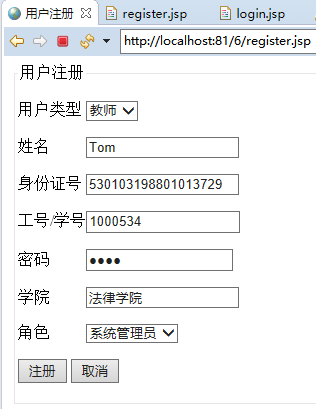 用户注册 register.jsp login.jsp
http://localhost:81/6/register.jsp
用户注册
用户类型 教师
姓名 Tom
身份证号 530103198801013729
工号/学号 1000534
密码 ●●●●
学院 法律学院
角色 系统管理员
注册 取消